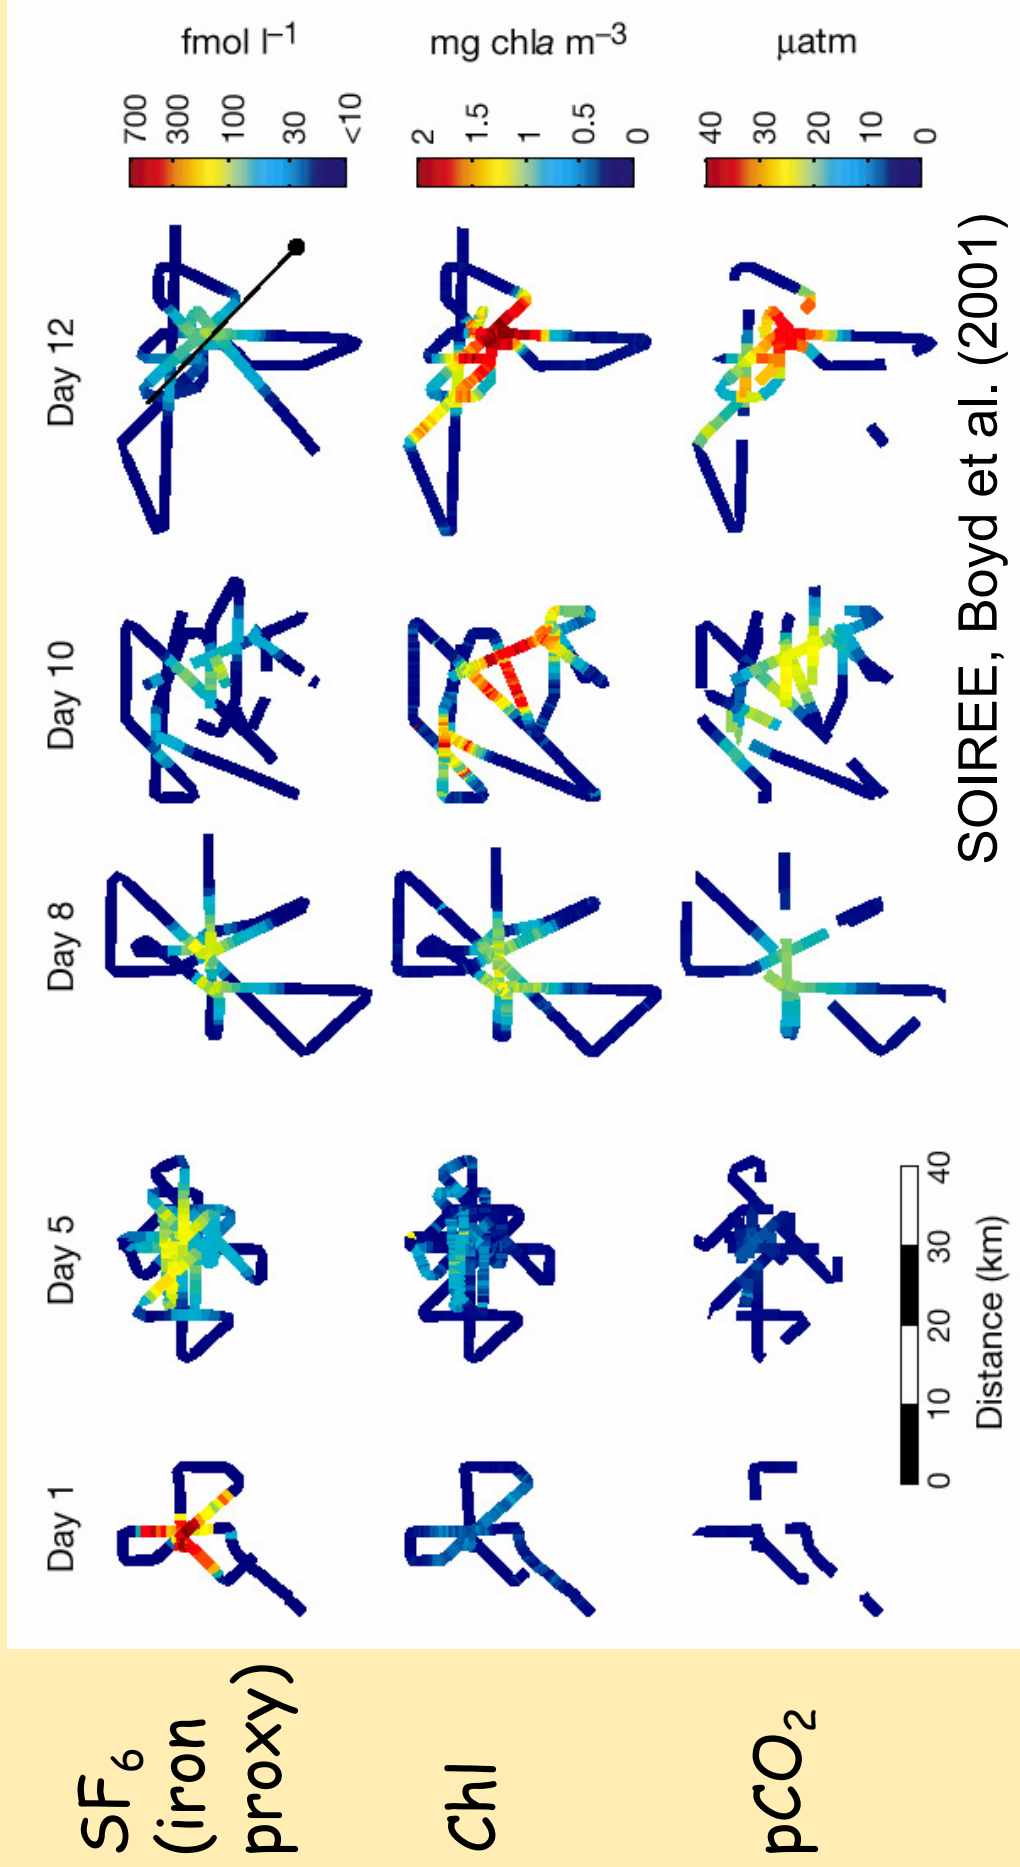 Day 1
Day 5
Day 8
Day 10
Day 12
SF6
(iron
proxy)
fmol l–1
700
300
100
30
<10
Chl
mg chla m–3
2
1.5
1
0.5
0
pCO2
µatm
40
30
20
10
0
0 10 20 30 40
Distance (km)
SOIREE, Boyd et al. (2001)